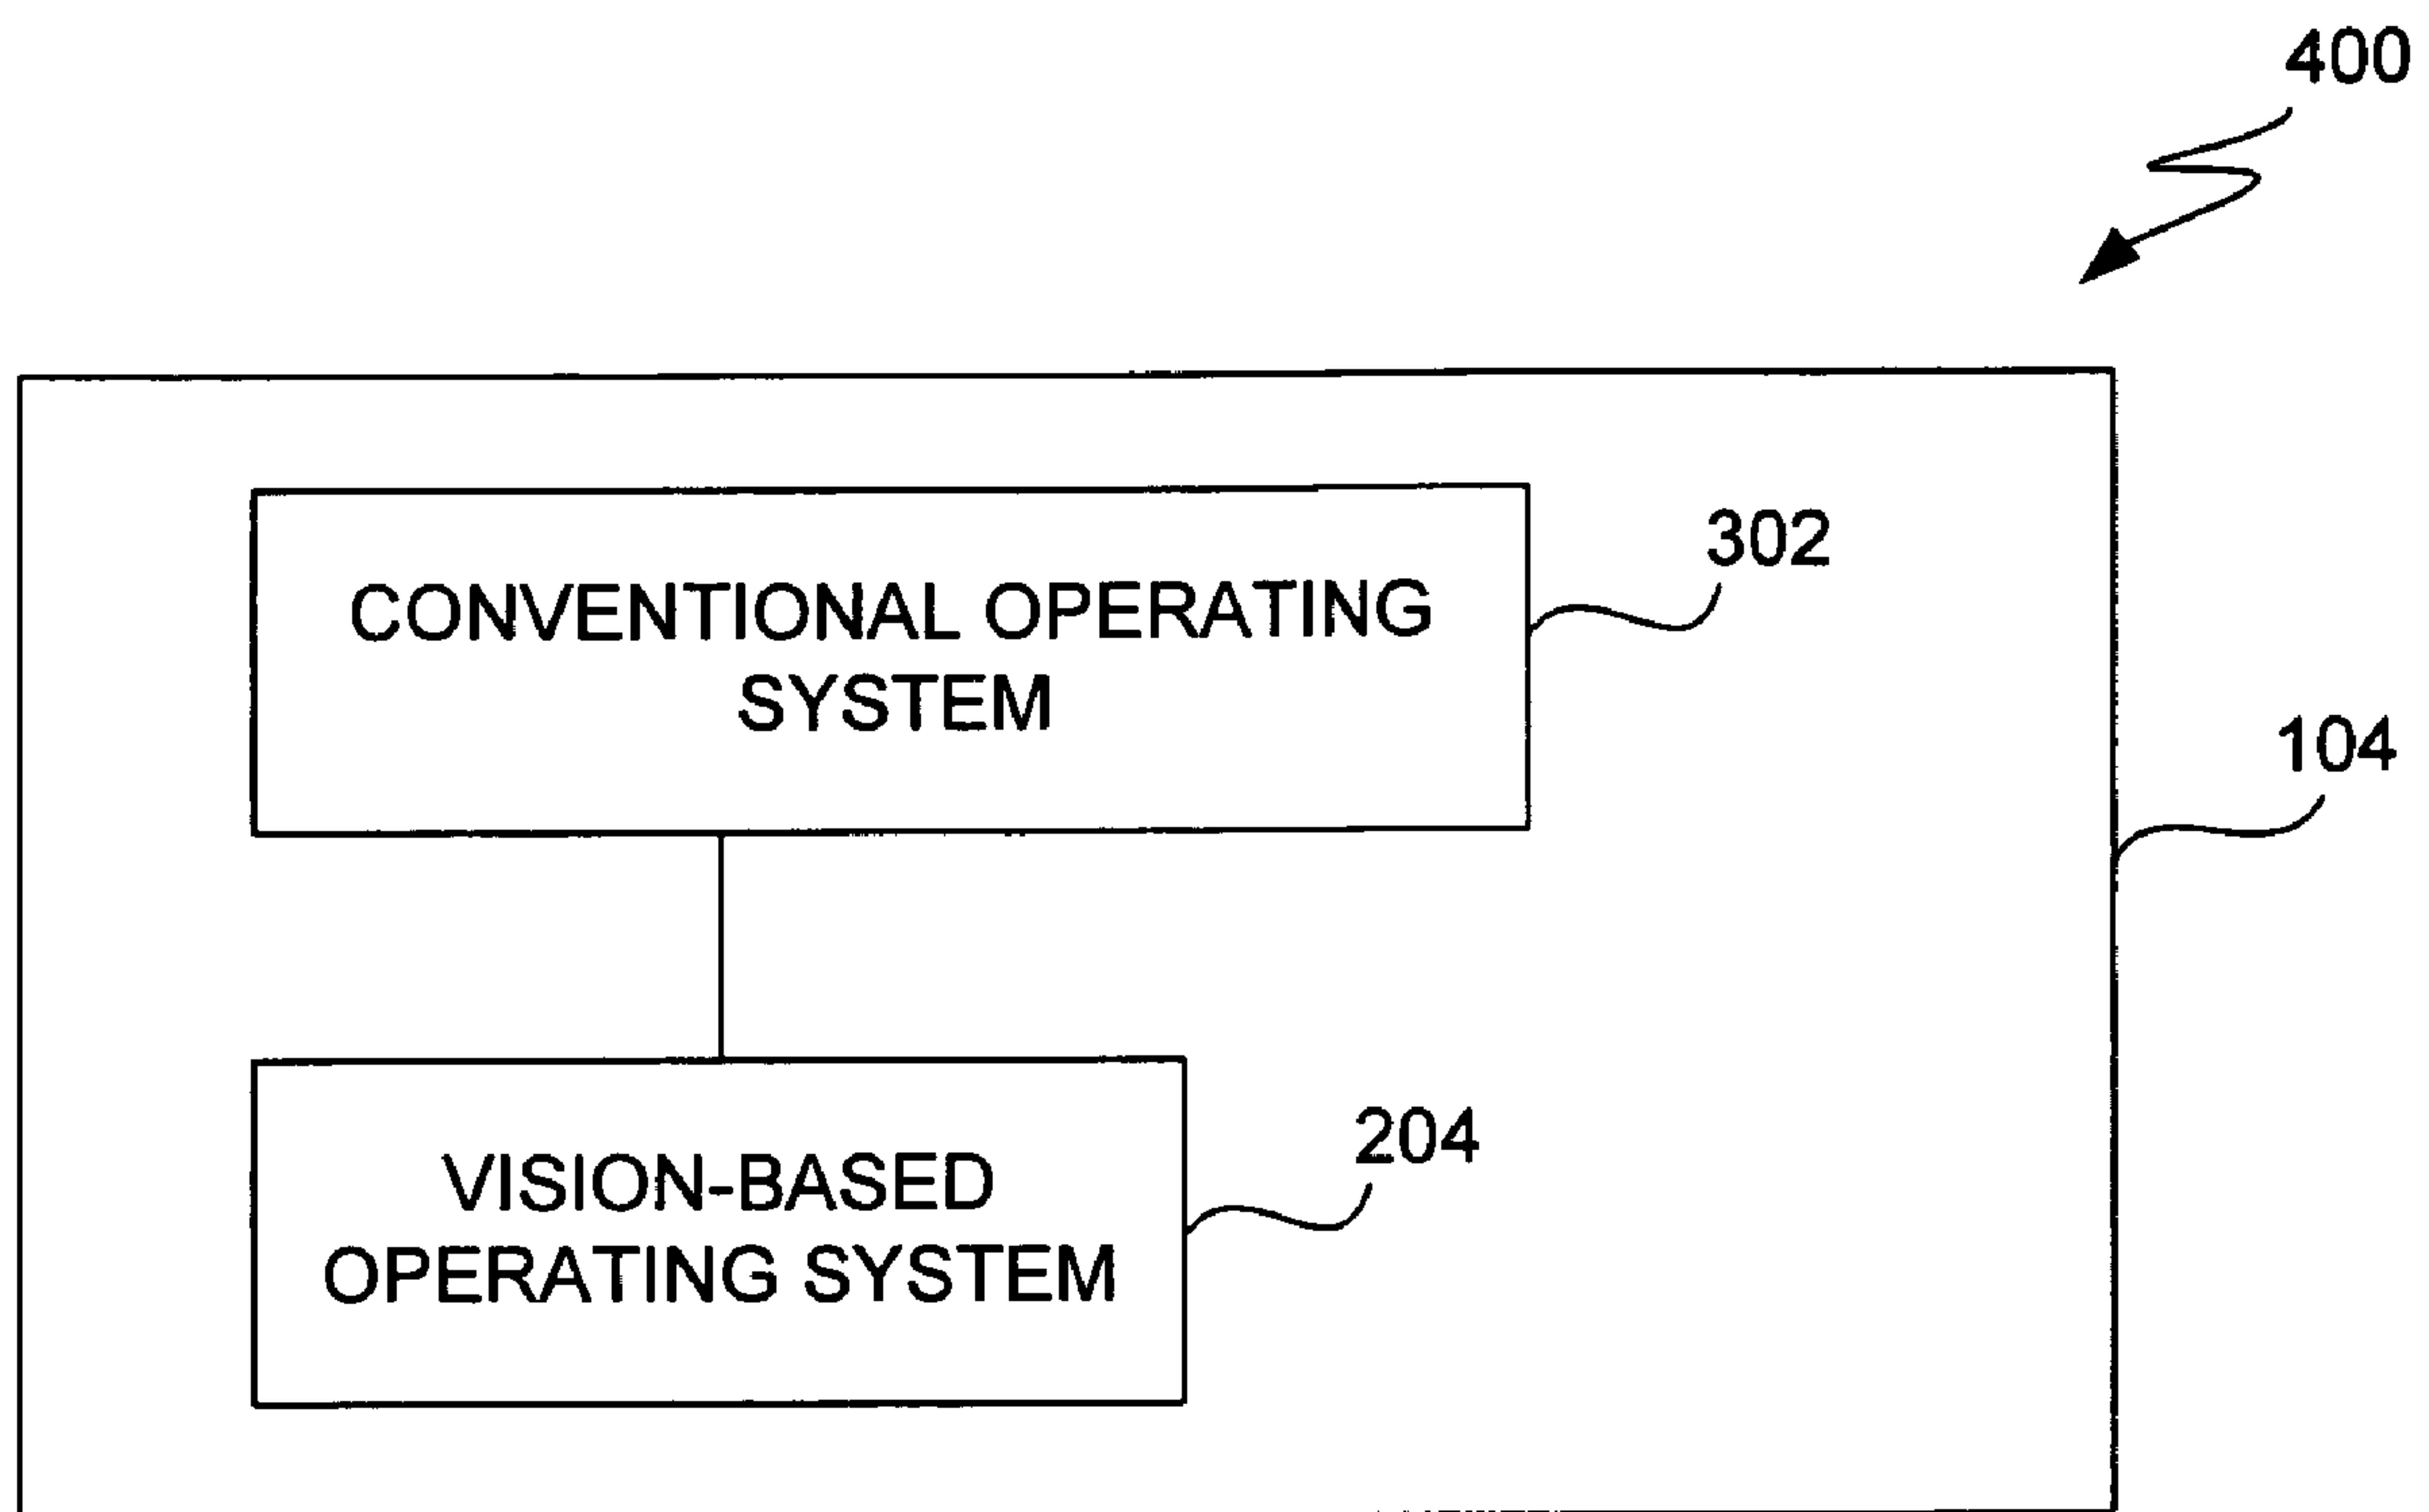 400
CONVENTIONAL OPERATING
SYSTEM
302
104
VISION-BASED
OPERATING SYSTEM
204